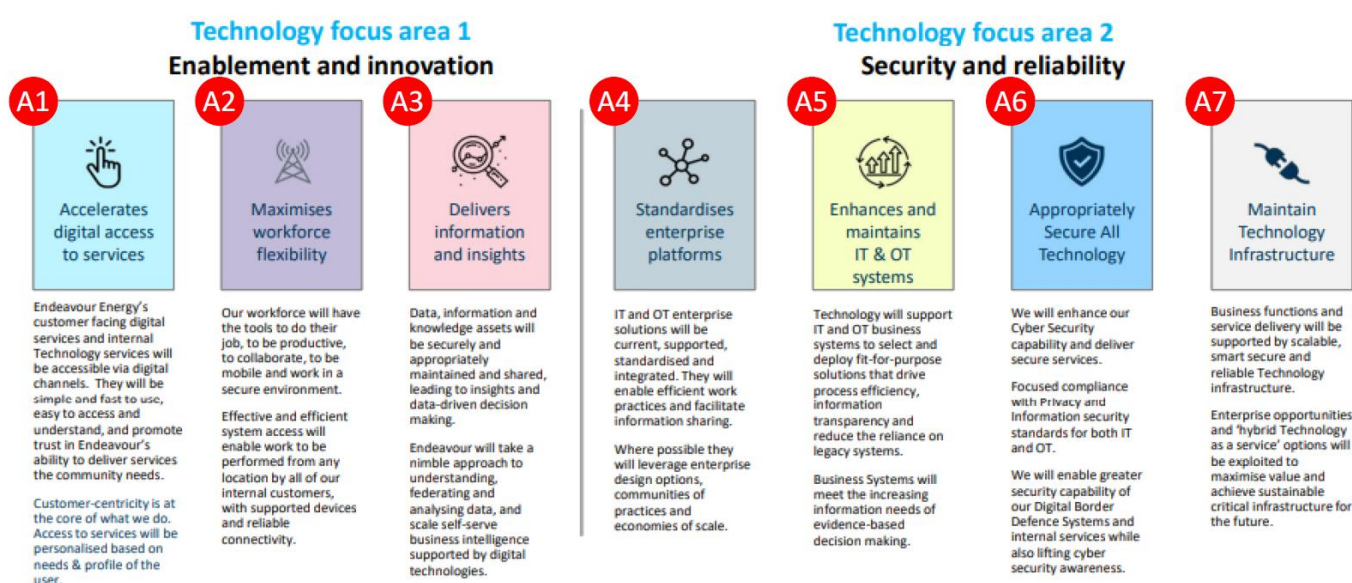 Technology focus area 1
Enablement and innovation
Technology focus area 2
Security and reliability
A1
Accelerates
digital access
to services
Endeavour Energy's
customer facing digital
services and internal
Technology services will
be accessible via digital
channels. They will be
simple and fast to use,
easy to access and
understand, and promote
trust in Endeavour's
ability to deliver services
the community needs.
Customer-centricity is at
the core of what we do.
Access to services will be
personalised based on
needs & profile of the
user.
A2
Maximises
workforce
flexibility
Our workforce will have
the tools to do their
job, to be productive,
to collaborate, to be
mobile and work in a
secure environment.
Effective and efficient
system access will
enable work to be
performed from any
location by all of our
internal customers,
with supported devices
and reliable
connectivity.
A3
Delivers
information
and insights
Data, information and
knowledge assets will
be securely and
appropriately
maintained and shared,
leading to insights and
data-driven decision
making.
Endeavour will take a
nimble approach to
understanding,
federating and
analysing data, and
scale self-serve
business intelligence
supported by digital
technologies.
A4
Standardises
enterprise
platforms
IT and OT enterprise
solutions will be
current, supported,
standardised and
integrated. They will
enable efficient work
practices and facilitate
information sharing.
Where possible they
will leverage enterprise
design options,
communities of
practices and
economies of scale.
A5
Enhances and
maintains
IT & OT
systems
Technology will support
IT and OT business
systems to select and
deploy fit-for-purpose
solutions that drive
process efficiency,
information
transparency and
reduce the reliance on
legacy systems.
Business Systems will
meet the increasing
information needs of
evidence-based
decision making.
A6
Appropriately
Secure All
Technology
We will enhance our
Cyber Security
capability and deliver
secure services.
Focused compliance
with Privacy and
Information security
standards for both IT
and OT.
We will enable greater
security capability of
our Digital Border
Defence Systems and
internal services while
also lifting cyber
security awareness.
A7
Maintain
Technology
Infrastructure
Business functions and
service delivery will be
supported by scalable,
smart secure and
reliable Technology
infrastructure.
Enterprise opportunities
and 'hybrid Technology
as a service' options will
be exploited to
maximise value and
achieve sustainable
critical infrastructure for
the future.